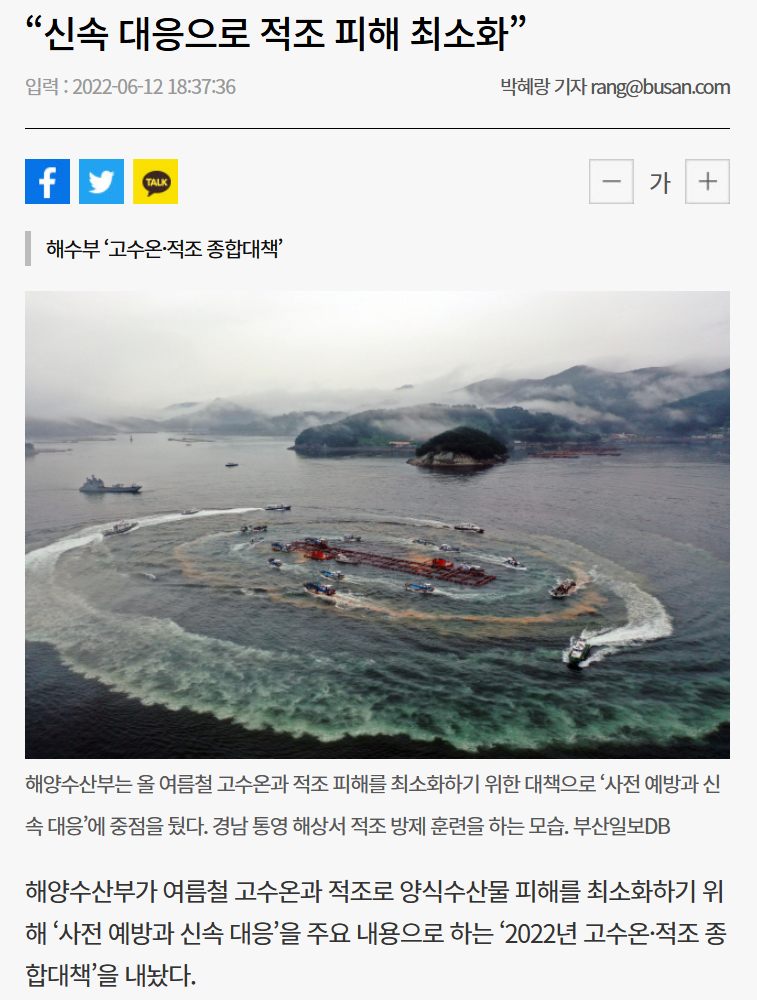 “신속 대응으로 적조 피해 최소화”
입력 : 2022-06-12 18:37:36
박혜랑 기자 rang@busan.com
TALK
가
해수부 ‘고수온·적조 종합대책’
해양수산부는 올 여름철 고수온과 적조 피해를 최소화하기 위한 대책으로 ‘사전 예방과 신
속 대응’에 중점을 뒀다. 경남 통영 해상서 적조 방제 훈련을 하는 모습. 부산일보DB
해양수산부가 여름철 고수온과 적조로 양식수산물 피해를 최소화하기 위
해 ‘사전 예방과 신속 대응’을 주요 내용으로 하는 ‘2022년 고수온·적조 종
합대책’을 내놨다.